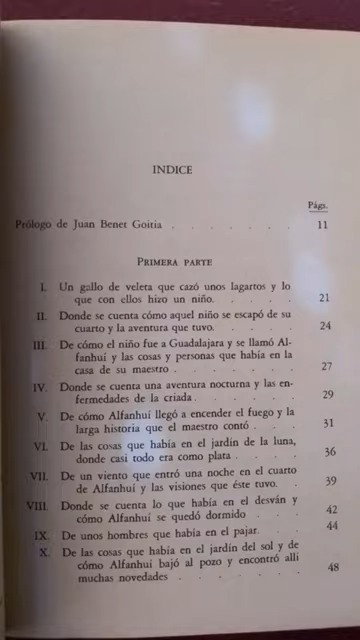 INDICE
Págs.
Prólogo de Juan Benet Goitia . . . . . . . 11
PRIMERA PARTE
I. Un gallo de veleta que cazó unos lagartos y lo
que con ellos hizo un niño. . . . . 21
II. Donde se cuenta cómo aquel niño se escapó de su
cuarto y la aventura que tuvo. . . . . 24
III. De cómo el niño fue a Guadalajara y se llamó Al-
fanhuí y las cosas y personas que había en la
casa de su maestro . . . . . . . 27
IV. Donde se cuenta una aventura nocturna y las en-
fermedades de la criada . . . . . . 29
V. De cómo Alfanhuí llegó a encender el fuego y la
larga historia que el maestro contó . . . . 31
VI. De las cosas que había en el jardín de la luna,
donde casi todo era como plata . . . . 36
VII. De un viento que entró una noche en el cuarto
de Alfanhuí y las visiones que éste tuvo. . . 39
VIII. Donde se cuenta lo que había en el desván y
cómo Alfanhuí se quedó dormido . . . . 42
IX. De unos hombres que había en el pajar. . . . 44
X. De las cosas que había en el jardín del sol y de
cómo Alfanhuí bajó al pozo y encontró allí
muchas novedades . . . . . . . 48